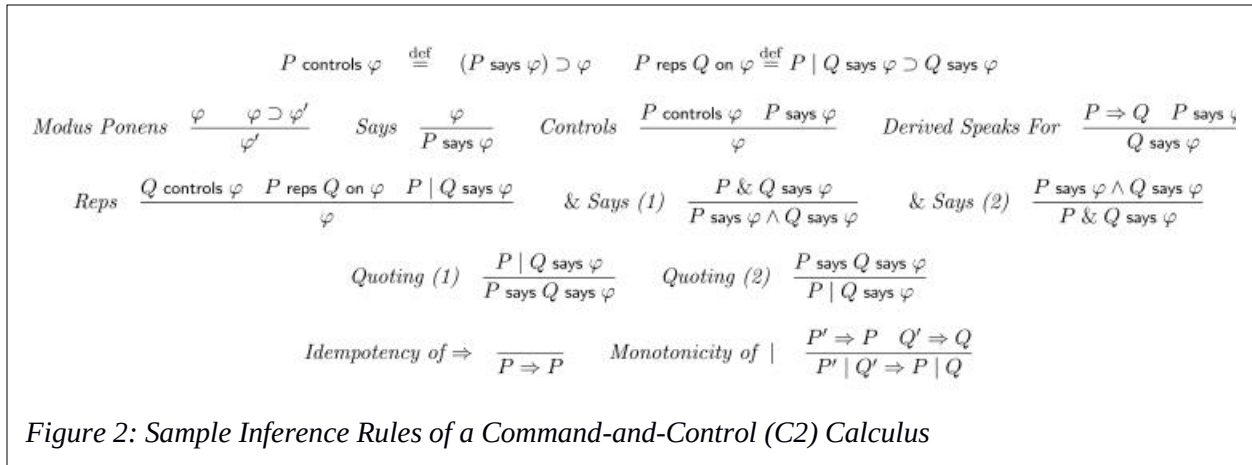 P controls φ def= (P says φ) ⊃ φ P reps Q on φ def= P | Q says φ ⊃ Q says φ
Modus Ponens φ φ ⊃ φ′ / φ′ Says φ / P says φ Controls P controls φ P says φ / φ Derived Speaks For P ⇒ Q P says / Q says φ
Reps Q controls φ P reps Q on φ P | Q says φ / φ & Says (1) P & Q says φ / P says φ ∧ Q says φ & Says (2) P says φ ∧ Q says φ / P & Q says φ
Quoting (1) P | Q says φ / P says Q says φ Quoting (2) P says Q says φ / P | Q says φ
Idempotency of ⇒ P ⇒ P Monotonicity of | P′ ⇒ P Q′ ⇒ Q / P′ | Q′ ⇒ P | Q
Figure 2: Sample Inference Rules of a Command-and-Control (C2) Calculus